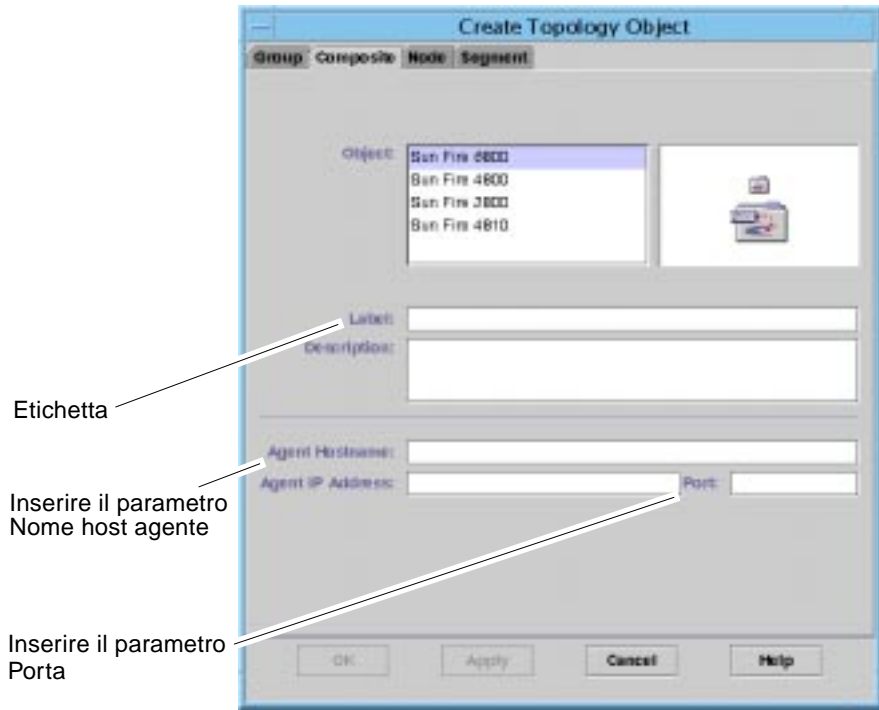 Create Topology Object
Group Composite Node Segment
Object:
Sun Fire 6800
Sun Fire 4800
Sun Fire 3800
Sun Fire 4810
Label:
Description:
Etichetta
Agent Hostname:
Agent IP Address:
Port:
Inserire il parametro
Nome host agente
Inserire il parametro
Porta
OK
Apply
Cancel
Help